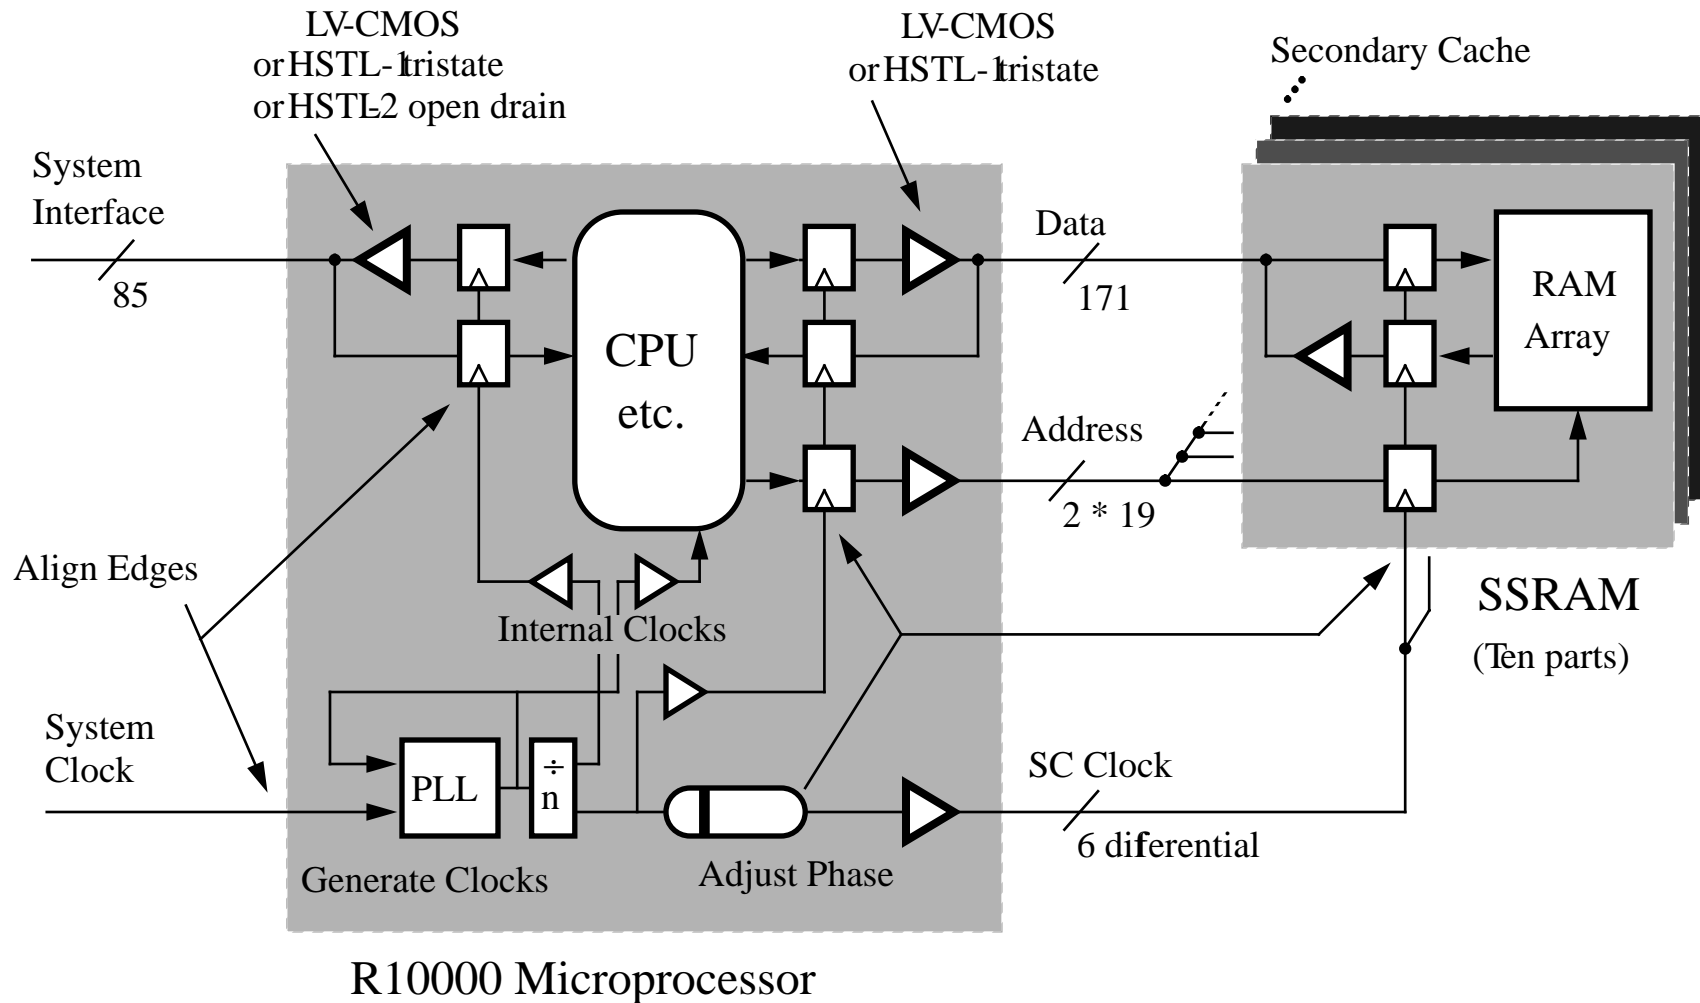 LV-CMOS
or HSTL-1 tristate
or HSTL-2 open drain
LV-CMOS
or HSTL-1 tristate
Secondary Cache
System
Interface
85
Data
171
RAM
Array
CPU
etc.
Address
2 * 19
Align Edges
Internal Clocks
SSRAM
(Ten parts)
System
Clock
PLL
÷
n
SC Clock
6 differential
Generate Clocks
Adjust Phase
R10000 Microprocessor